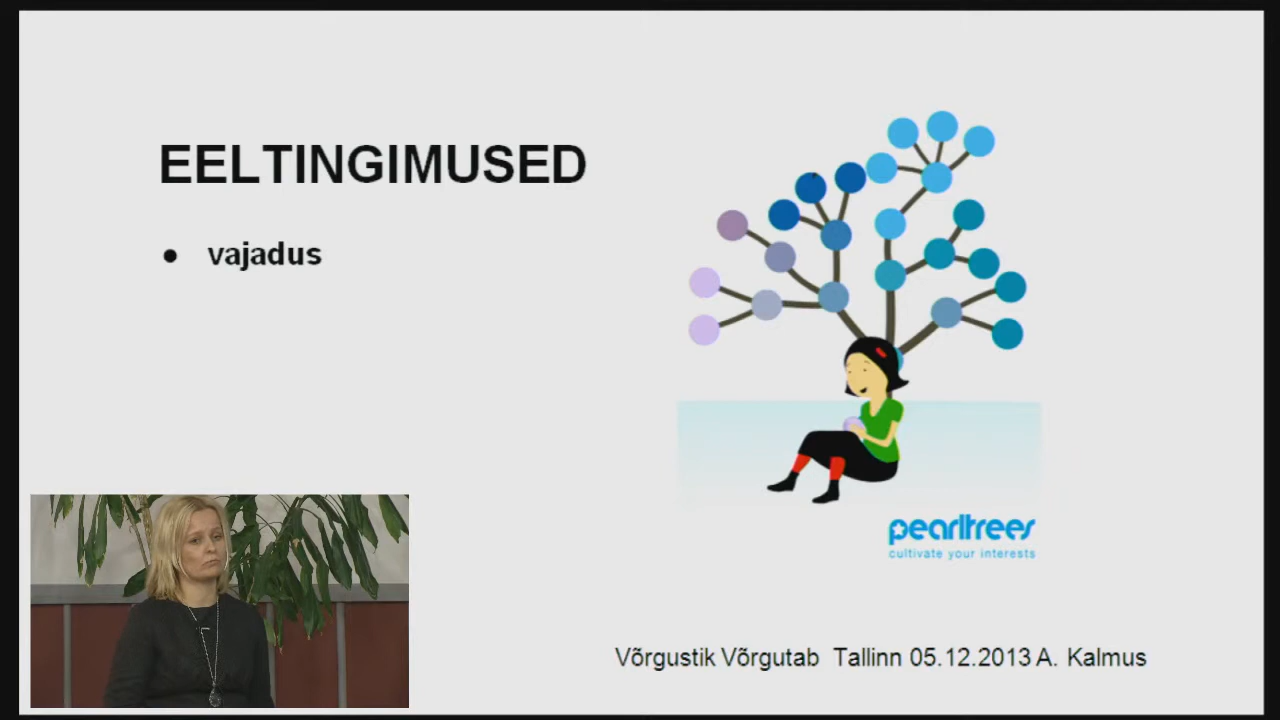 EELTINGIMUSED
● vajadus
pearltrees
cultivate your interests
Võrgustik Võrgutab Tallinn 05.12.2013 A. Kalmus